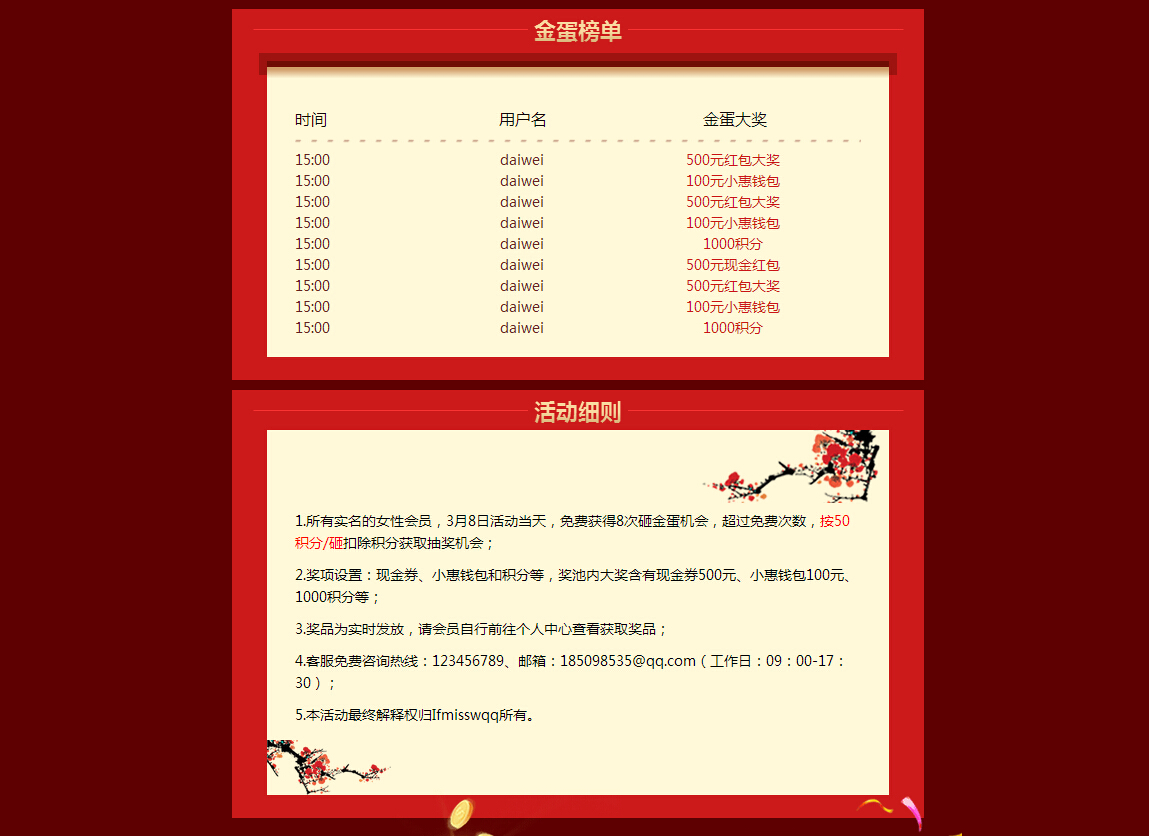 金蛋榜单
时间 用户名 金蛋大奖
15:00 daiwei 500元红包大奖
15:00 daiwei 100元小惠钱包
15:00 daiwei 500元红包大奖
15:00 daiwei 100元小惠钱包
15:00 daiwei 1000积分
15:00 daiwei 500元现金红包
15:00 daiwei 500元红包大奖
15:00 daiwei 100元小惠钱包
15:00 daiwei 1000积分
活动细则
1.所有实名的女性会员，3月8日活动当天，免费获得8次砸金蛋机会，超过免费次数，按50
积分/砸扣除积分获取抽奖机会；
2.奖项设置：现金券、小惠钱包和积分等，奖池内大奖含有现金券500元、小惠钱包100元、
1000积分等；
3.奖品为实时发放，请会员自行前往个人中心查看获取奖品；
4.客服免费咨询热线：123456789、邮箱：185098535@qq.com（工作日：09：00-17：
30）；
5.本活动最终解释权归Ifmisswqq所有。